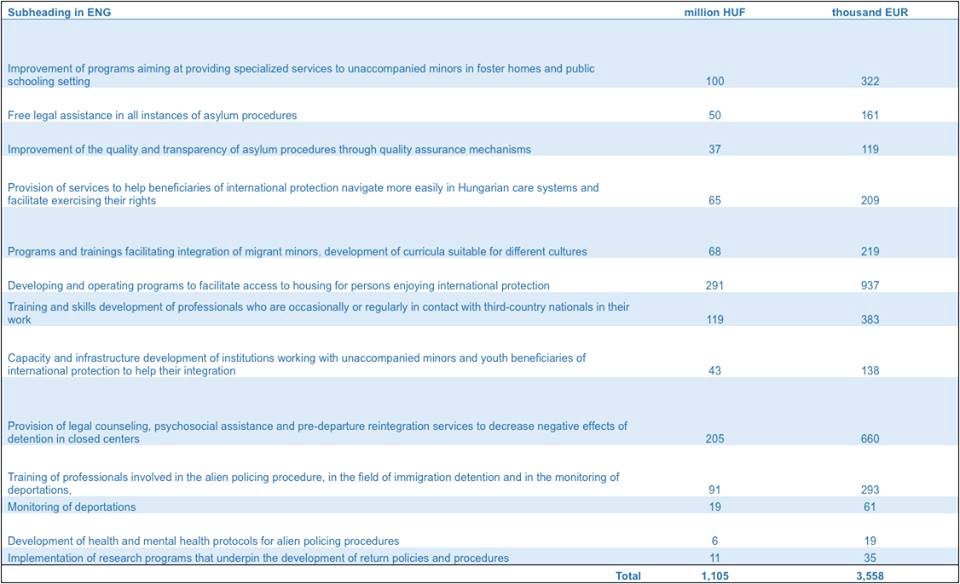 Subheading in ENG million HUF thousand EUR
Improvement of programs aiming at providing specialized services to unaccompanied minors in foster homes and public
schooling setting 100 322
Free legal assistance in all instances of asylum procedures 50 161
Improvement of the quality and transparency of asylum procedures through quality assurance mechanisms 37 119
Provision of services to help beneficiaries of international protection navigate more easily in Hungarian care systems and
facilitate exercising their rights 65 209
Programs and trainings facilitating integration of migrant minors, development of curricula suitable for different cultures 68 219
Developing and operating programs to facilitate access to housing for persons enjoying international protection 291 937
Training and skills development of professionals who are occasionally or regularly in contact with third-country nationals in their
work 119 383
Capacity and infrastructure development of institutions working with unaccompanied minors and youth beneficiaries of
international protection to help their integration 43 138
Provision of legal counseling, psychosocial assistance and pre-departure reintegration services to decrease negative effects of
detention in closed centers 205 660
Training of professionals involved in the alien policing procedure, in the field of immigration detention and in the monitoring of
deportations, 91 293
Monitoring of deportations 19 61
Development of health and mental health protocols for alien policing procedures 6 19
Implementation of research programs that underpin the development of return policies and procedures 11 35
Total 1,105 3,558